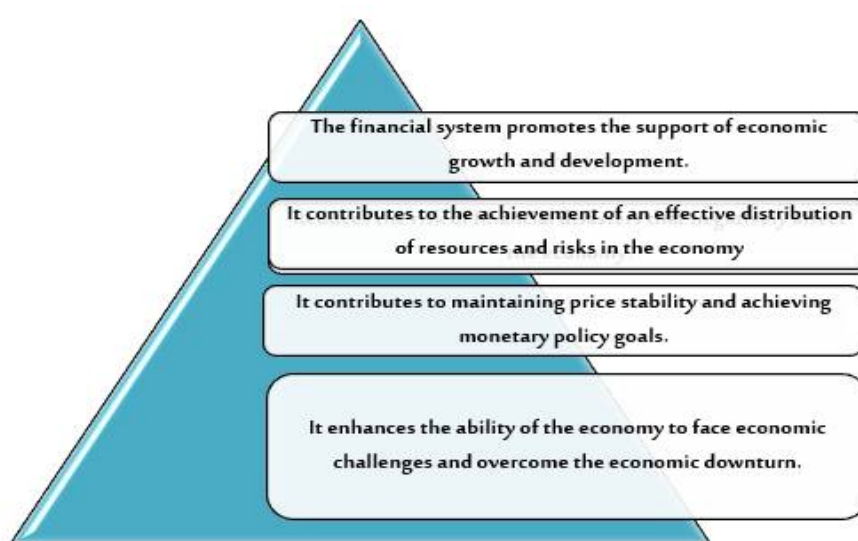 The financial system promotes the support of economic
growth and development.
It contributes to the achievement of an effective distribution
of resources and risks in the economy
It contributes to maintaining price stability and achieving
monetary policy goals.
It enhances the ability of the economy to face economic
challenges and overcome the economic downturn.